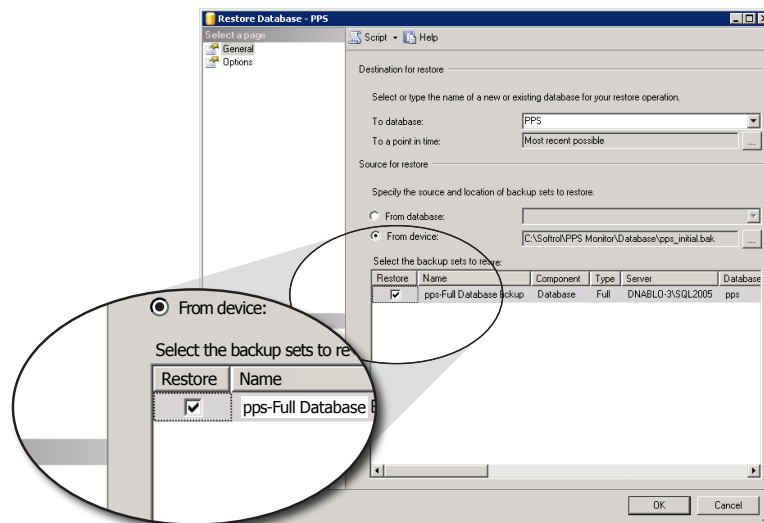 Restore Database - PPS
Select a page
General
Options
Script Help
Destination for restore
Select or type the name of a new or existing database for your restore operation.
To database: PPS
To a point in time: Most recent possible ...
Source for restore
Specify the source and location of backup sets to restore.
From database:
From device: C:\Softrol\PPS Monitor\Database\pps_initial.bak ...
Select the backup sets to restore:
Restore Name Component Type Server Database
pps-Full Database Bckup Database Full DNABLO-3\SQL2005 pps
OK Cancel
From device:
Select the backup sets to re
Restore Name
pps-Full Database